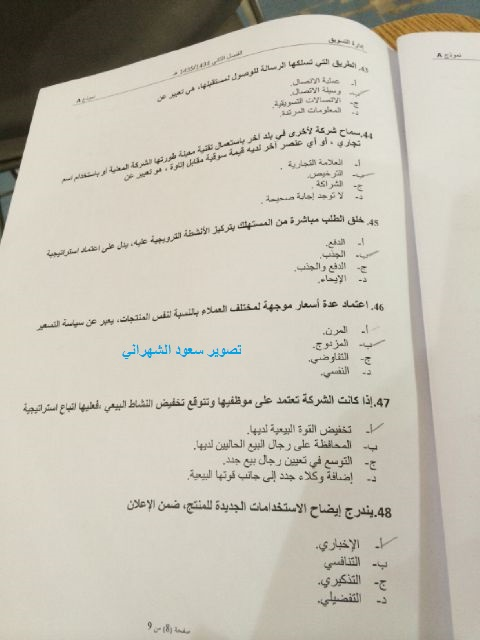 إدارة التسويق
الفصل الثاني 1435/1434 هـ
نموذج A
نموذج A
43. الطريق التي تسلكها الرسالة للوصول لمستقبلها، هي تعبير عن
أ- عملية الاتصال.
ب- وسيلة الاتصال.
ج- الاتصالات التسويقية.
د- المعلومات المرتدة.
44. سماح شركة لأخرى في بلد آخر باستعمال تقنية معينة طورتها الشركة المعنية أو باستخدام اسم
تجاري، أو أي عنصر آخر لديه قيمة سوقية مقابل إتاوة، هو تعبير عن
أ- العلامة التجارية.
ب- الترخيص.
ج- الشراكة.
د- لا توجد إجابة صحيحة.
45. خلق الطلب مباشرة من المستهلك بتركيز الأنشطة الترويجية عليه، يدل على اعتماد استراتيجية
أ- الدفع.
ب- الجذب.
ج- الدفع والجذب.
د- الإيحاء.
46. اعتماد عدة أسعار موجهة لمختلف العملاء بالنسبة لنفس المنتجات، يعبر عن سياسة التسعير
أ- المرن.
ب- المزدوج.
ج- التفاوضي.
د- النفسي.
تصوير سعود الشهراني
47.إذا كانت الشركة تعتمد على موظفيها وتتوقع تخفيض النشاط البيعي ،فعليها اتباع استراتيجية
أ- تخفيض القوة البيعية لديها.
ب- المحافظة على رجال البيع الحاليين لديها.
ج- التوسع في تعيين رجال بيع جدد.
د- إضافة وكلاء جدد إلى جانب قوتها البيعية.
48.يندرج إيضاح الاستخدامات الجديدة للمنتج، ضمن الإعلان
أ- الإخباري.
ب- التنافسي
ج- التذكيري.
د- التفضيلي.
صفحة (8) من 9